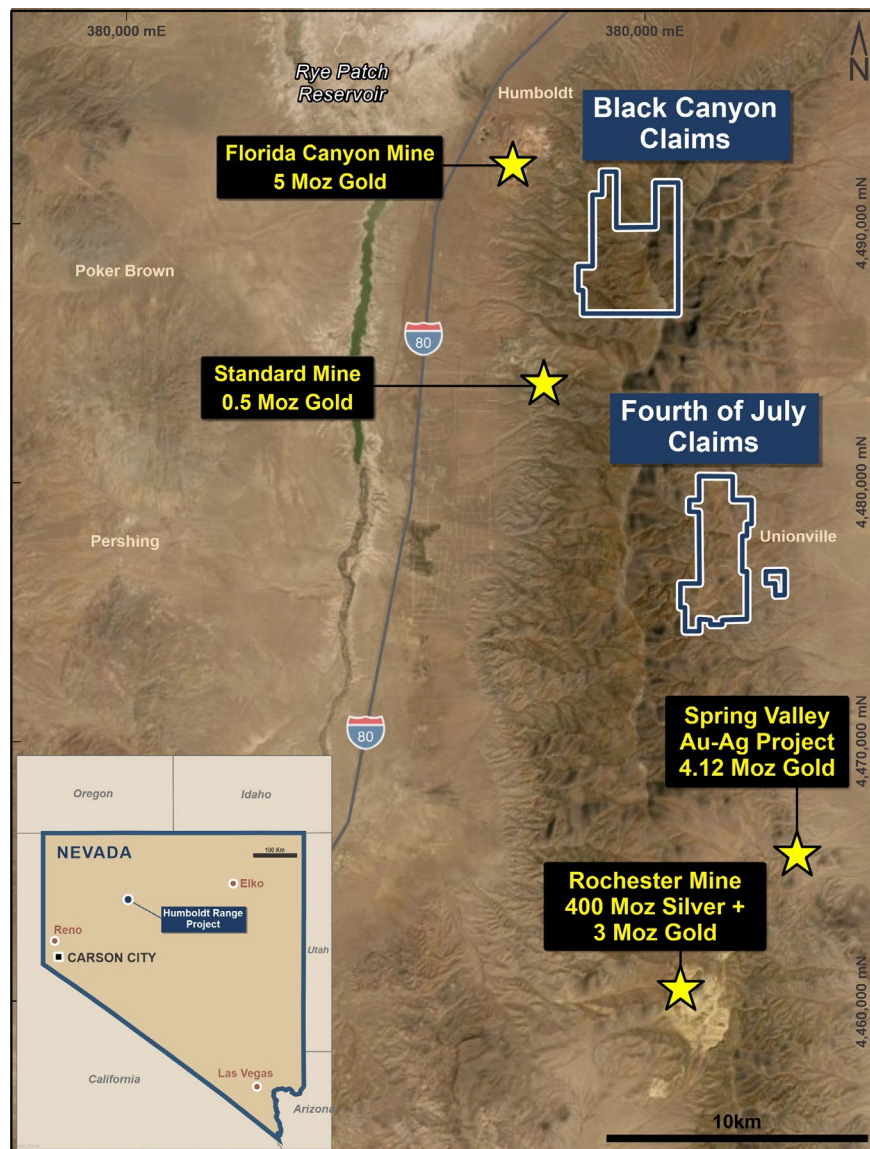 380,000 mE
380,000 mE
N
Rye Patch
Reservoir
Humboldt
Black Canyon
Claims
Florida Canyon Mine
5 Moz Gold
4,490,000 mN
Poker Brown
80
Standard Mine
0.5 Moz Gold
Fourth of July
Claims
4,480,000 mN
Pershing
Unionville
Spring Valley
Au-Ag Project
4.12 Moz Gold
80
4,470,000 mN
Rochester Mine
400 Moz Silver +
3 Moz Gold
4,460,000 mN
10km
Oregon
Idaho
NEVADA
100 Km
Elko
Humboldt Range
Project
Reno
CARSON CITY
Utah
California
Las Vegas
Arizona